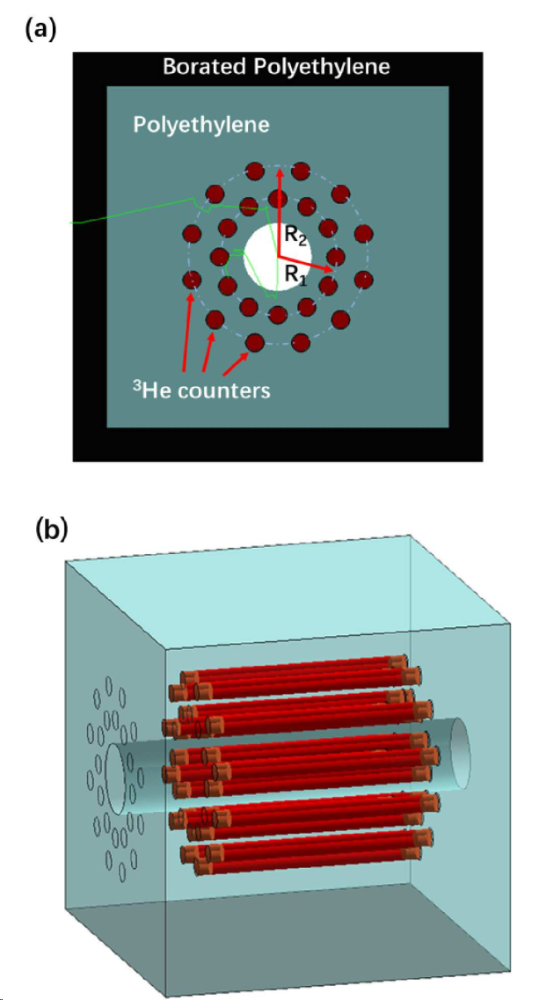 (a)
Borated Polyethylene
Polyethylene
R₂
R₁
³He counters
(b)